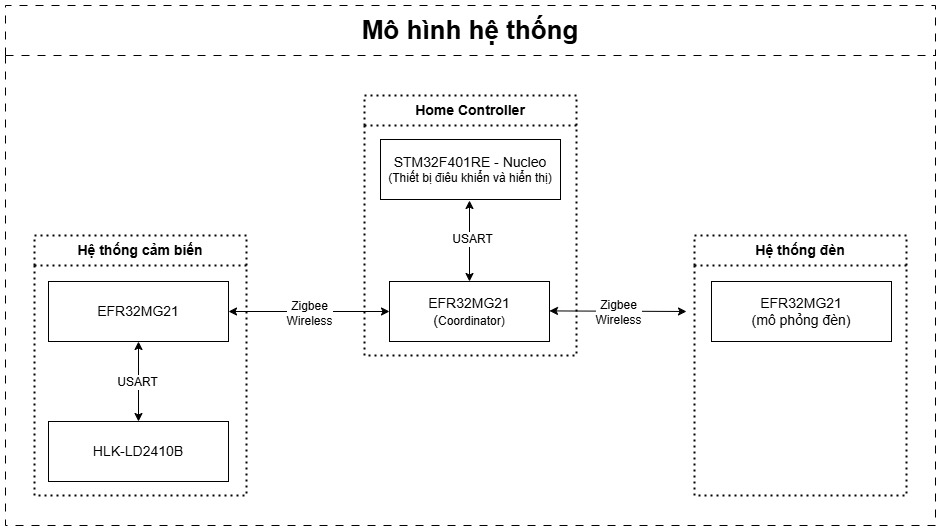 Mô hình hệ thống
Home Controller
STM32F401RE - Nucleo
(Thiết bị điêu khiển và hiển thị)
USART
EFR32MG21
(Coordinator)
Hệ thống cảm biến
EFR32MG21
USART
HLK-LD2410B
Zigbee
Wireless
Zigbee
Wireless
Hệ thống đèn
EFR32MG21
(mô phỏng đèn)